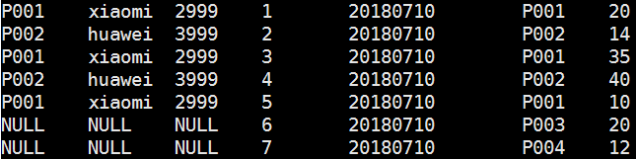 P001 xiaomi 2999 1 20180710 P001 20
P002 huawei 3999 2 20180710 P002 14
P001 xiaomi 2999 3 20180710 P001 35
P002 huawei 3999 4 20180710 P002 40
P001 xiaomi 2999 5 20180710 P001 10
NULL NULL NULL 6 20180710 P003 20
NULL NULL NULL 7 20180710 P004 12